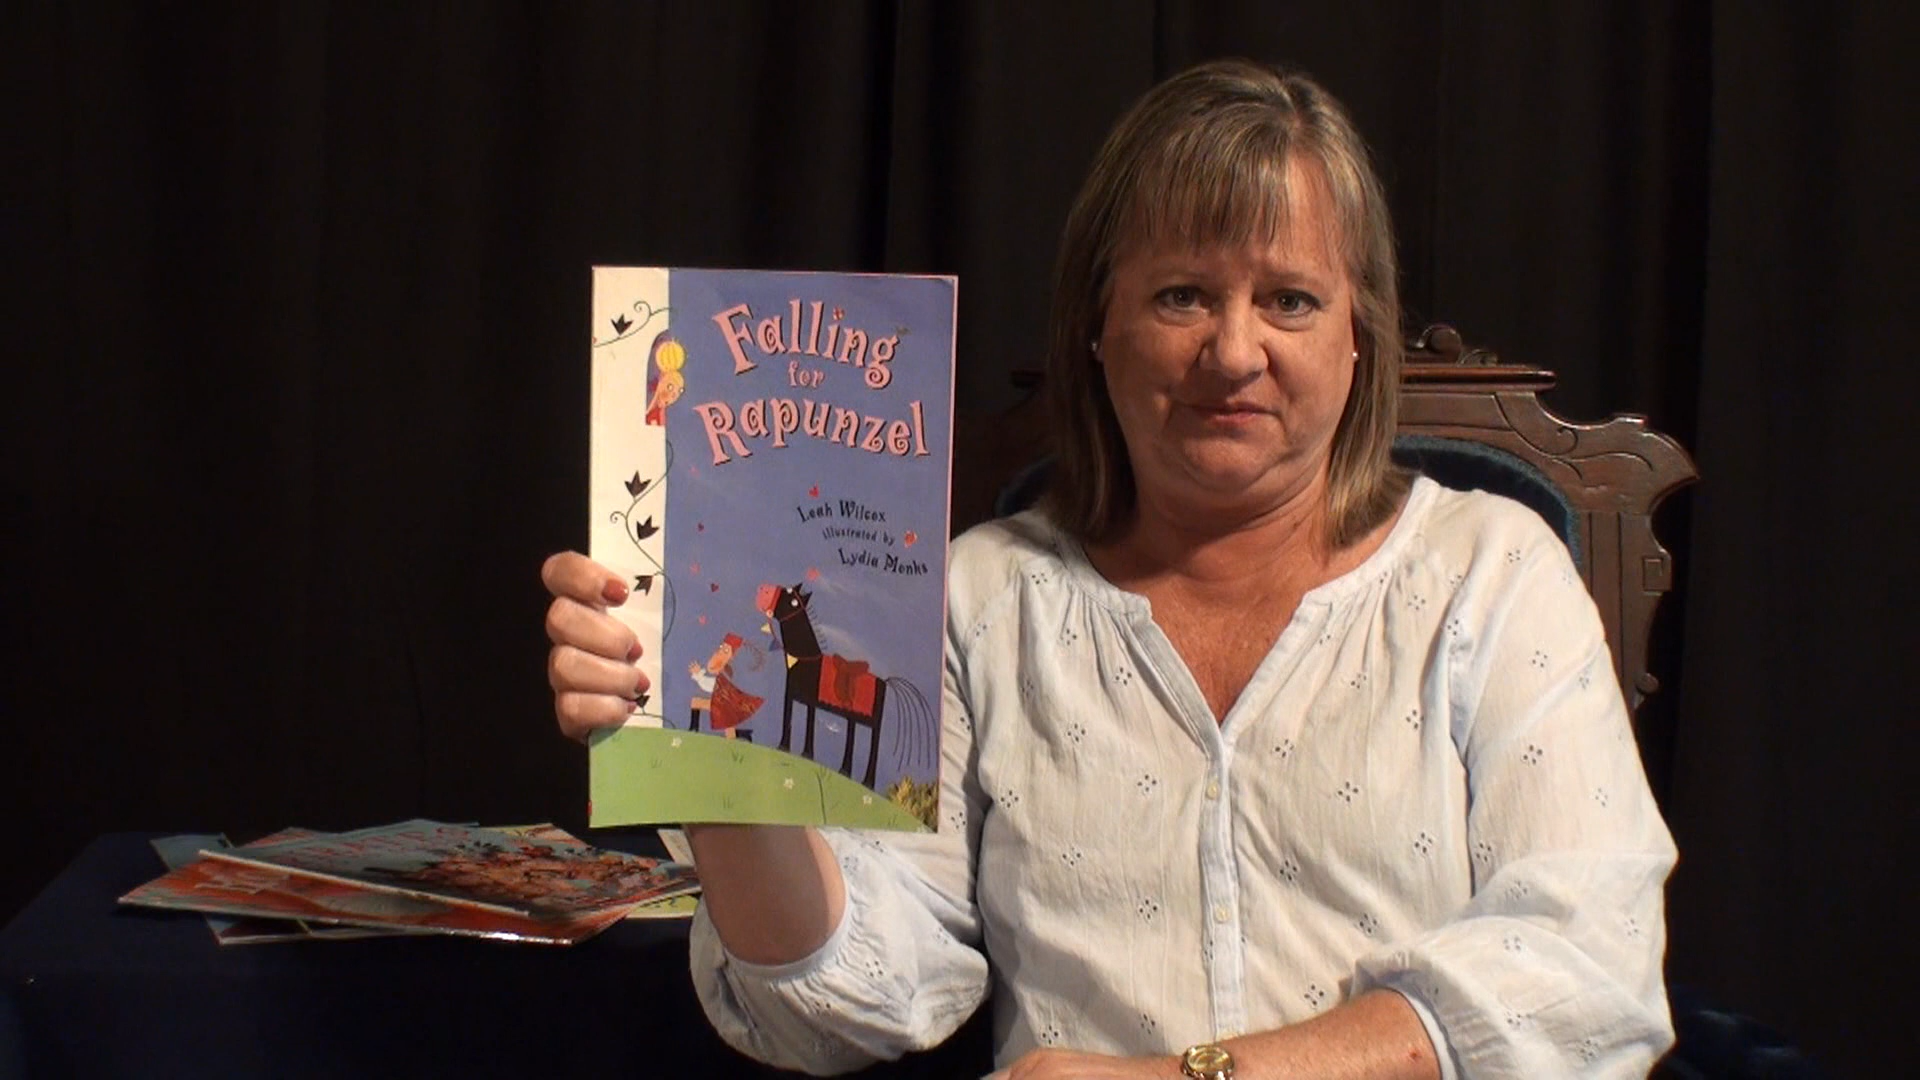 Falling
for
Rapunzel
Leah Wilcox
illustrated by
Lydia Monks